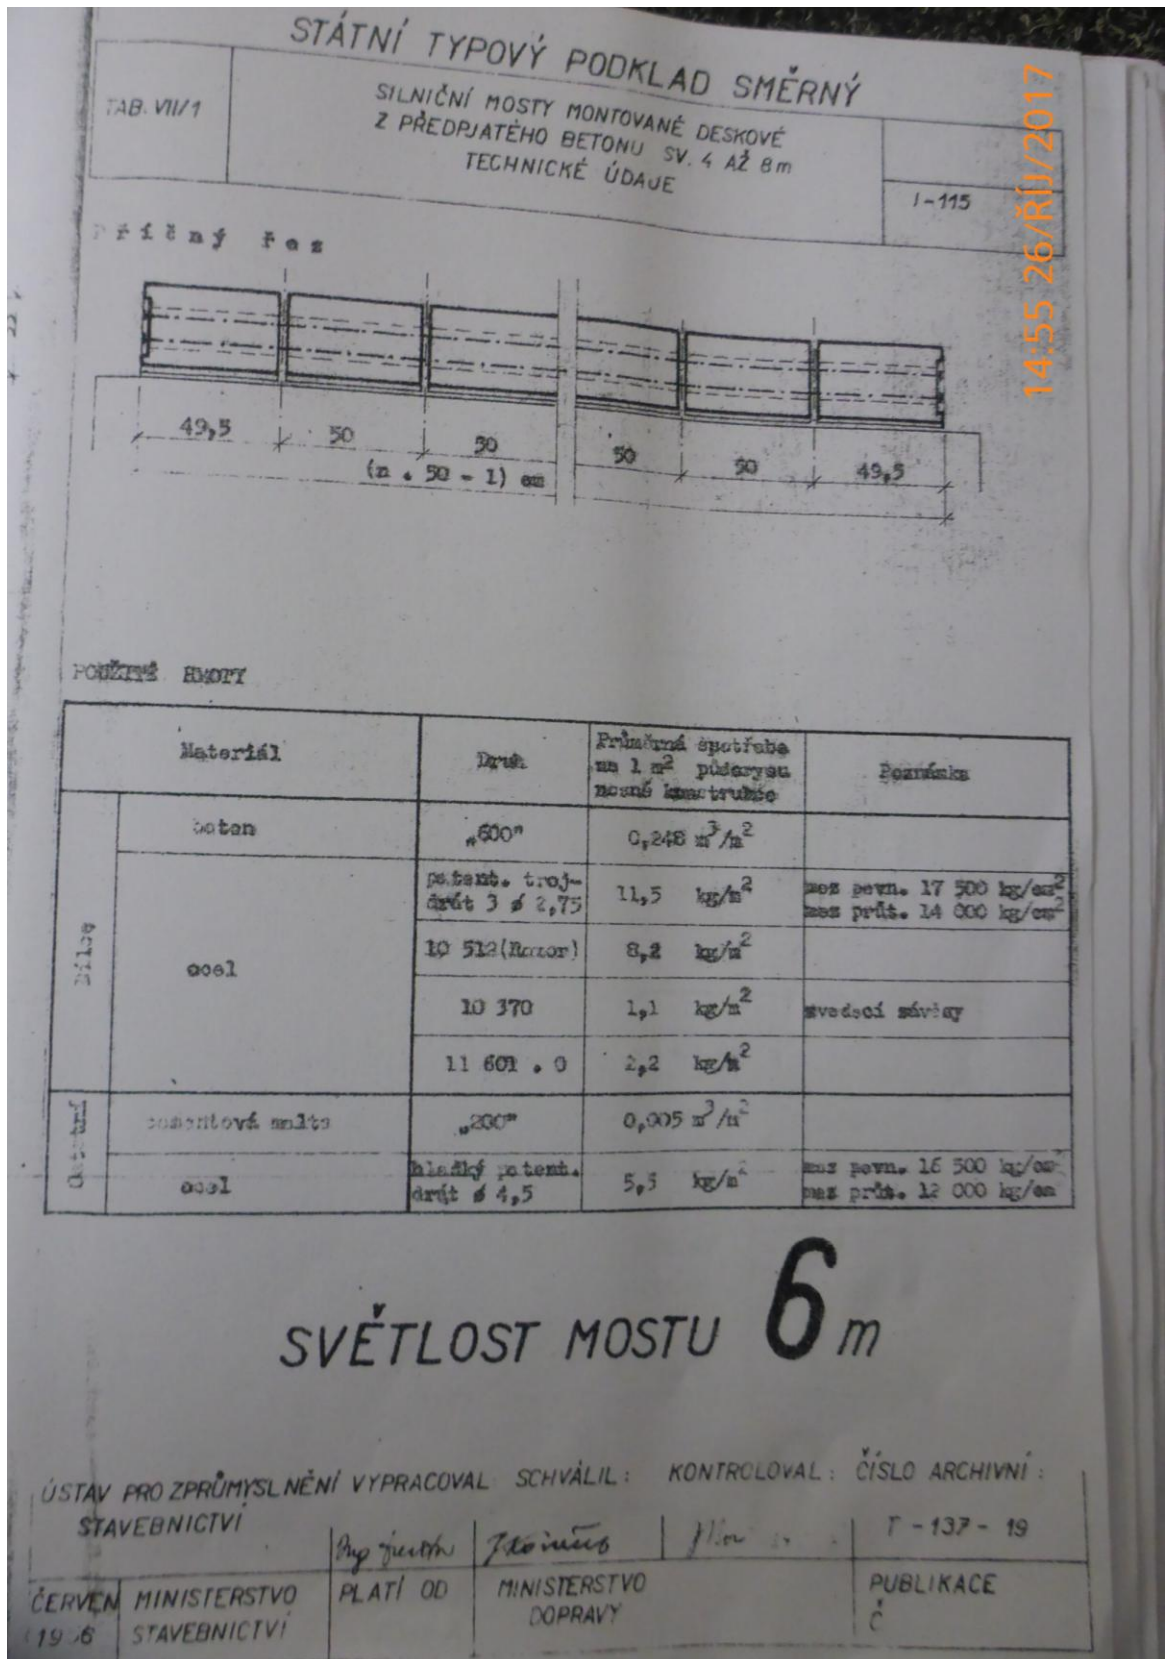 STÁTNÍ TYPOVÝ PODKLAD SMĚRNÝ
TAB. VII/1
SILNIČNÍ MOSTY MONTOVANÉ DESKOVÉ
Z PŘEDPJATÉHO BETONU SV. 4 AŽ 8m
TECHNICKÉ ÚDAJE
I-115
14:55 26/ŘÍJ/2017
Příčný řez
49,5 50 50 50 50 49,5
(n . 50 - 1) cm
POUŽITÉ HMOTY
Materiál Druh Průměrná spotřeba
na 1 m² půdorysu
nosné konstrukce Poznámka
Dílce
beton „600" 0,248 m³/m²
ocel
patent. troj-
drát 3 ø 2,75 11,5 kg/m² mez pevn. 17 500 kg/cm²
mez průt. 14 000 kg/cm²
10 512(Roxor) 8,2 kg/m²
10 370 1,1 kg/m² zvedací závěsy
11 601 . 0 2,2 kg/m²
Ostatní
cementová malta „200" 0,005 m³/m²
ocel hladký patent.
drát ø 4,5 5,5 kg/m² mez pevn. 16 500 kg/cm²
mez průt. 12 000 kg/cm
SVĚTLOST MOSTU 6 m
ÚSTAV PRO ZPRŮMYSLNĚNÍ
STAVEBNICTVÍ
VYPRACOVAL SCHVÁLIL: KONTROLOVAL: ČÍSLO ARCHIVNÍ:
T-137-19
ČERVEN
MINISTERSTVO
STAVEBNICTVÍ
PLATÍ OD
MINISTERSTVO
DOPRAVY
PUBLIKACE
Č